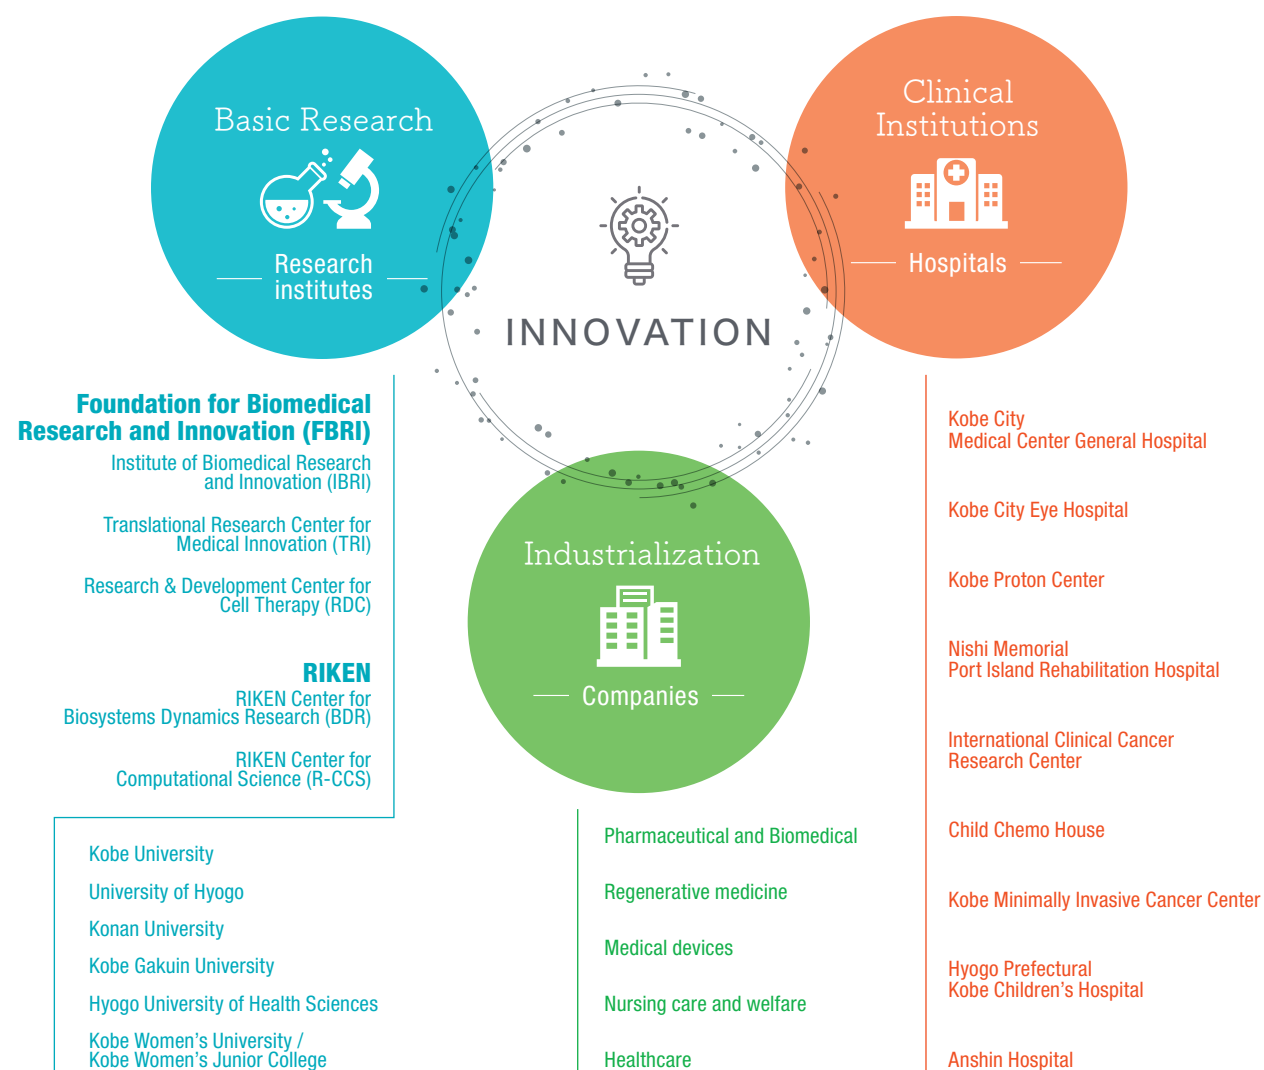 Basic Research
Research
institutes
Clinical
Institutions
Hospitals
INNOVATION
Industrialization
Companies
Foundation for Biomedical
Research and Innovation (FBRI)
Institute of Biomedical Research
and Innovation (IBRI)
Translational Research Center for
Medical Innovation (TRI)
Research & Development Center for
Cell Therapy (RDC)
RIKEN
RIKEN Center for
Biosystems Dynamics Research (BDR)
RIKEN Center for
Computational Science (R-CCS)
Kobe University
University of Hyogo
Konan University
Kobe Gakuin University
Hyogo University of Health Sciences
Kobe Women’s University /
Kobe Women’s Junior College
Pharmaceutical and Biomedical
Regenerative medicine
Medical devices
Nursing care and welfare
Healthcare
Kobe City
Medical Center General Hospital
Kobe City Eye Hospital
Kobe Proton Center
Nishi Memorial
Port Island Rehabilitation Hospital
International Clinical Cancer
Research Center
Child Chemo House
Kobe Minimally Invasive Cancer Center
Hyogo Prefectural
Kobe Children’s Hospital
Anshin Hospital